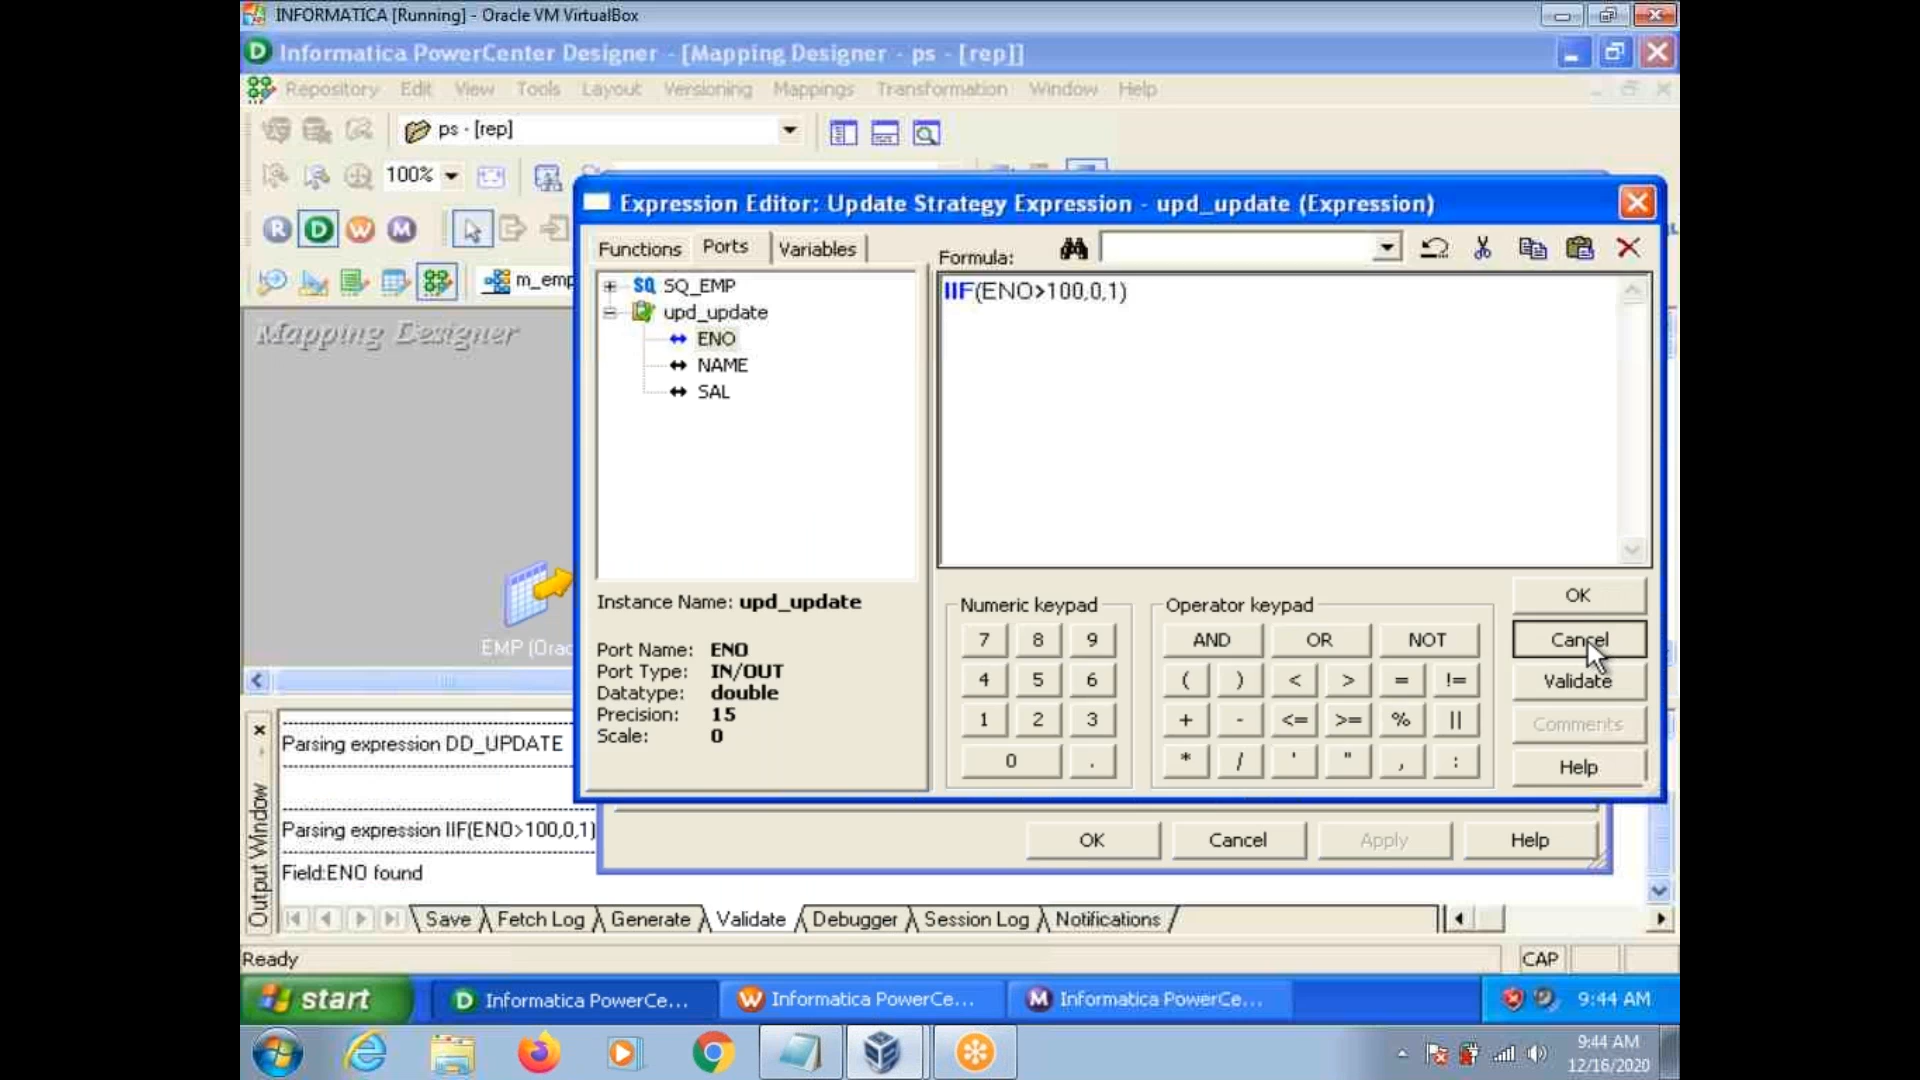 INFORMATICA [Running] - Oracle VM VirtualBox
D Informatica PowerCenter Designer - [Mapping Designer - ps - [rep]]
Repository Edit View Tools Layout Versioning Mappings Transformation Window Help
ps - [rep]
100%
R D W M
m_emp
Expression Editor: Update Strategy Expression - upd_update (Expression)
Functions Ports Variables
Formula:
SQ SQ_EMP
upd_update
ENO
NAME
SAL
IIF(ENO>100,0,1)
Mapping Designer
EMP (Orac
Instance Name: upd_update
Port Name: ENO
Port Type: IN/OUT
Datatype: double
Precision: 15
Scale: 0
Numeric keypad
7 8 9
4 5 6
1 2 3
0 .
Operator keypad
AND OR NOT
( ) < > = !=
+ - <= >= % ||
* / ' " , :
OK
Cancel
Validate
Comments
Help
OK Cancel Apply Help
Output Window
Parsing expression DD_UPDATE
Parsing expression IIF(ENO>100,0,1)
Field:ENO found
Save Fetch Log Generate Validate Debugger Session Log Notifications
Ready
CAP
start
D Informatica PowerCe...
W Informatica PowerCe...
M Informatica PowerCe...
9:44 AM
9:44 AM
12/16/2020